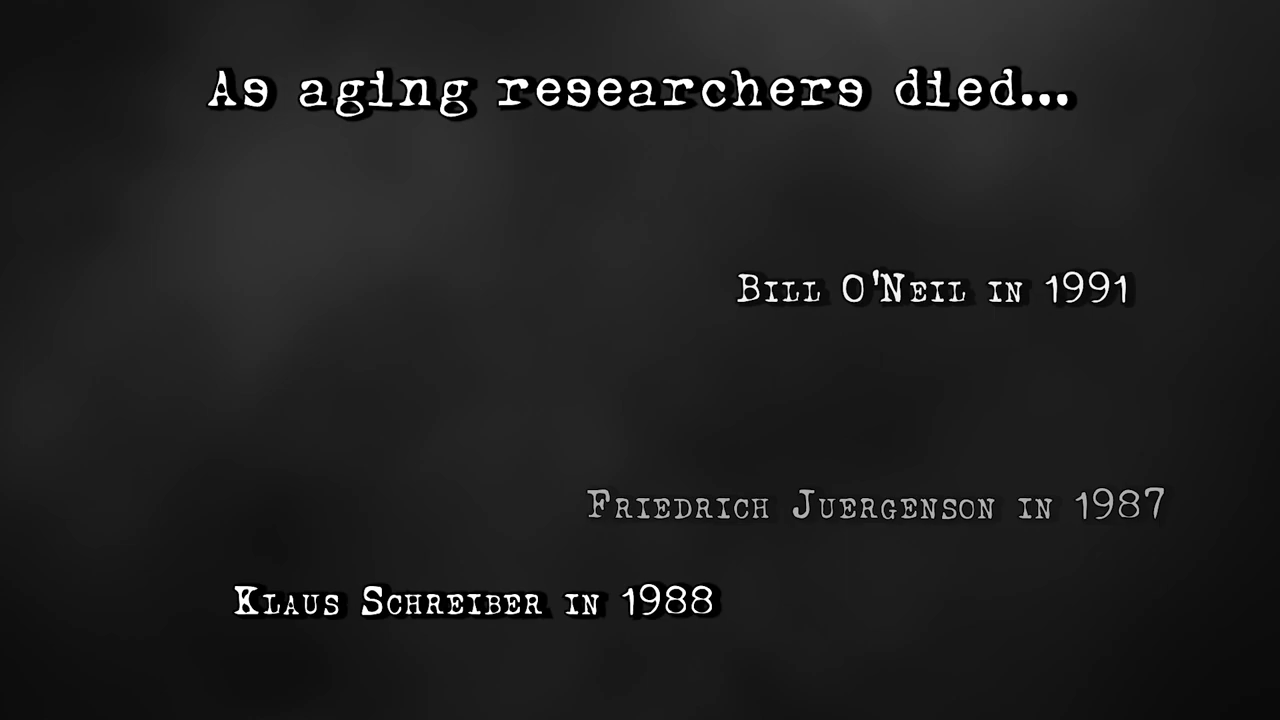 As aging researchers died...
Bill O'Neil in 1991
Friedrich Juergenson in 1987
Klaus Schreiber in 1988